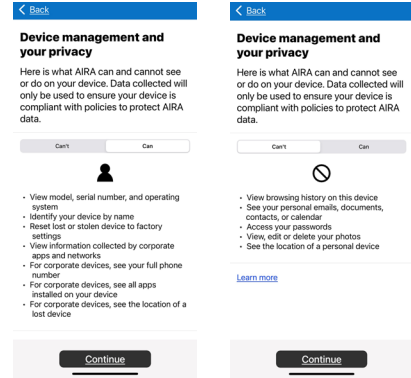 Back
Device management and
your privacy
Here is what AIRA can and cannot see
or do on your device. Data collected will
only be used to ensure your device is
compliant with policies to protect AIRA
data.
Can't Can
• View model, serial number, and operating
system
• Identify your device by name
• Reset lost or stolen device to factory
settings
• View information collected by corporate
apps and networks
• For corporate devices, see your full phone
number
• For corporate devices, see all apps
installed on your device
• For corporate devices, see the location of a
lost device
Continue
Back
Device management and
your privacy
Here is what AIRA can and cannot see
or do on your device. Data collected will
only be used to ensure your device is
compliant with policies to protect AIRA
data.
Can't Can
• View browsing history on this device
• See your personal emails, documents,
contacts, or calendar
• Access your passwords
• View, edit or delete your photos
• See the location of a personal device
Learn more
Continue